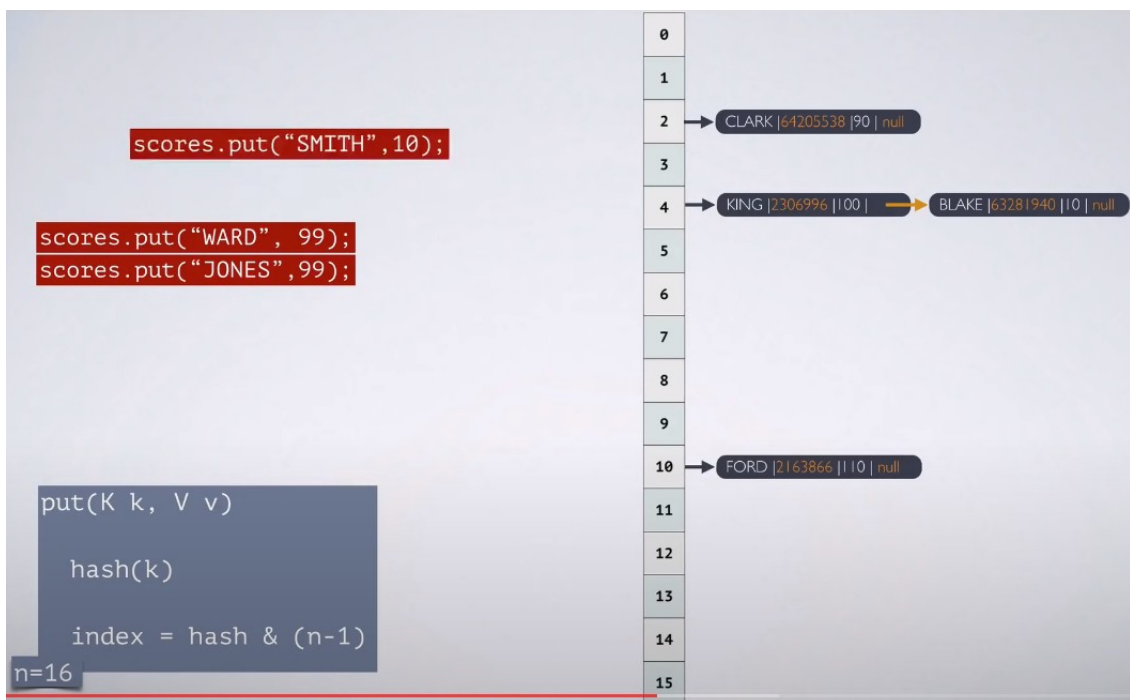 scores.put(“SMITH”,10);
scores.put(“WARD”, 99);
scores.put(“JONES”,99);
put(K k, V v)
hash(k)
index = hash & (n-1)
n=16
0
1
2
CLARK |64205538 |90 | null
3
4
KING |2306996 |100 |
BLAKE |63281940 |10 | null
5
6
7
8
9
10
FORD |2163866 |110 | null
11
12
13
14
15